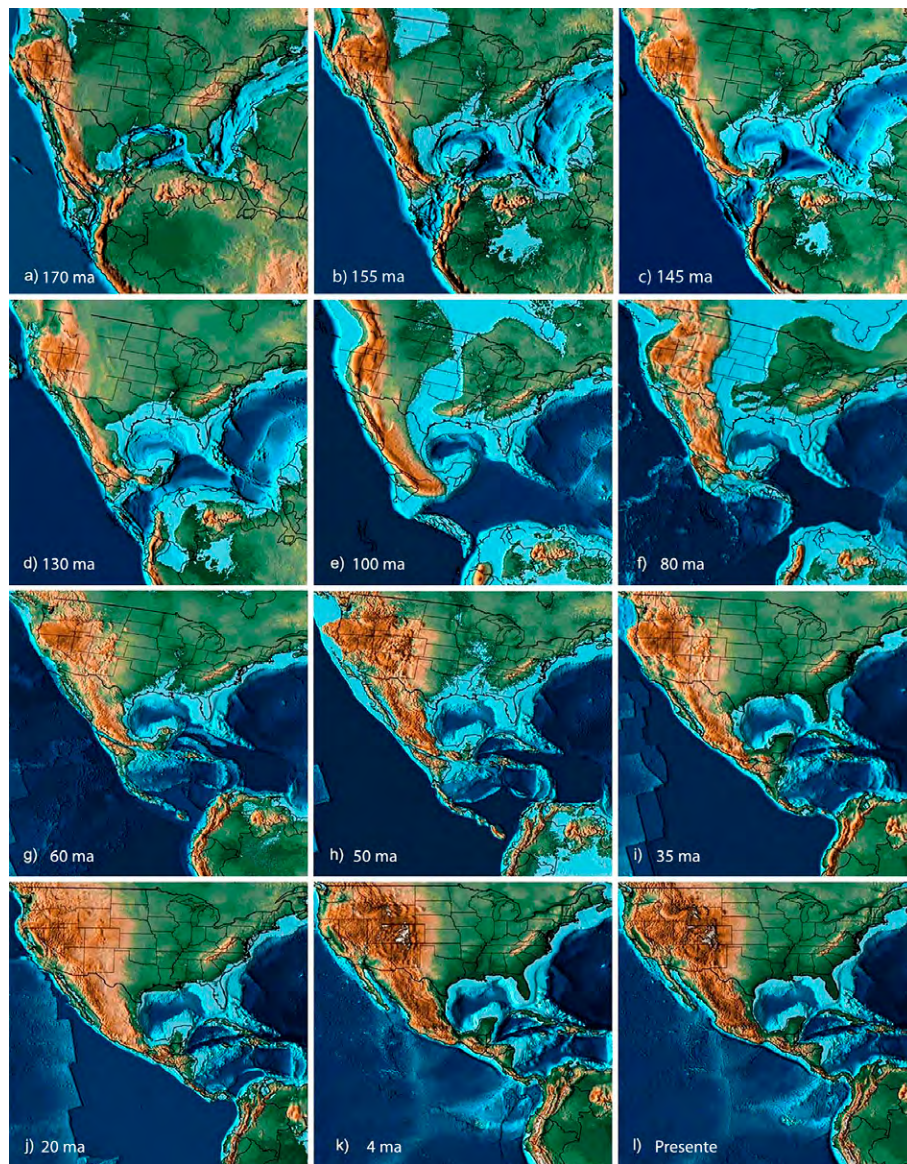 a) 170 ma
b) 155 ma
c) 145 ma
d) 130 ma
e) 100 ma
f) 80 ma
g) 60 ma
h) 50 ma
i) 35 ma
j) 20 ma
k) 4 ma
l) Presente